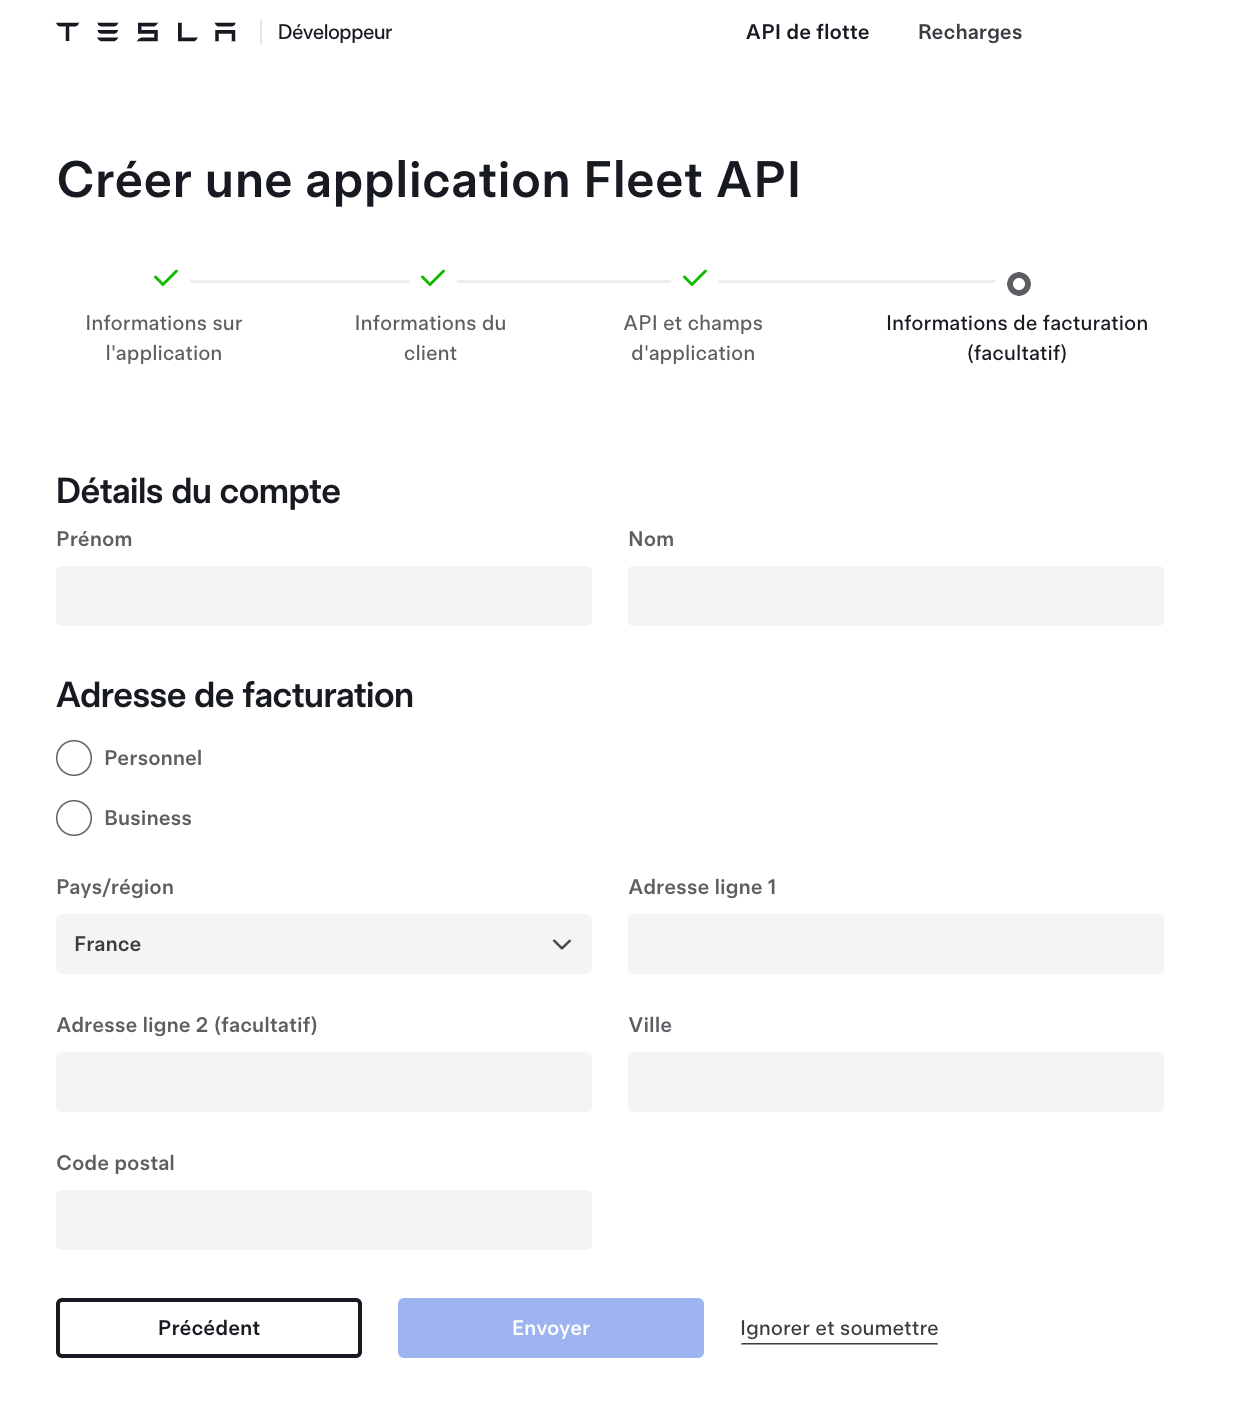 TESLA
Développeur
API de flotte
Recharges
Créer une application Fleet API
Informations sur
l'application
Informations du
client
API et champs
d'application
Informations de facturation
(facultatif)
Détails du compte
Prénom
Nom
Adresse de facturation
Personnel
Business
Pays/région
Adresse ligne 1
France
Adresse ligne 2 (facultatif)
Ville
Code postal
Précédent
Envoyer
Ignorer et soumettre